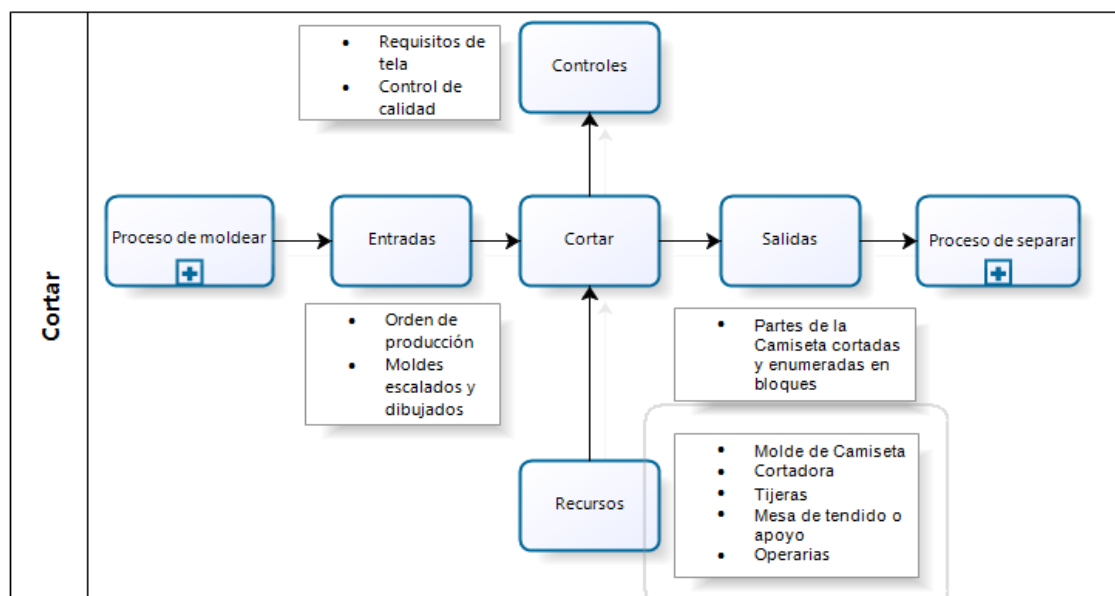 Cortar
• Requisitos de
tela
• Control de
calidad
Controles
Proceso de moldear
Entradas
Cortar
Salidas
Proceso de separar
• Orden de
producción
• Moldes
escalados y
dibujados
• Partes de la
Camiseta cortadas
y enumeradas en
bloques
Recursos
• Molde de Camiseta
• Cortadora
• Tijeras
• Mesa de tendido o
apoyo
• Operarias